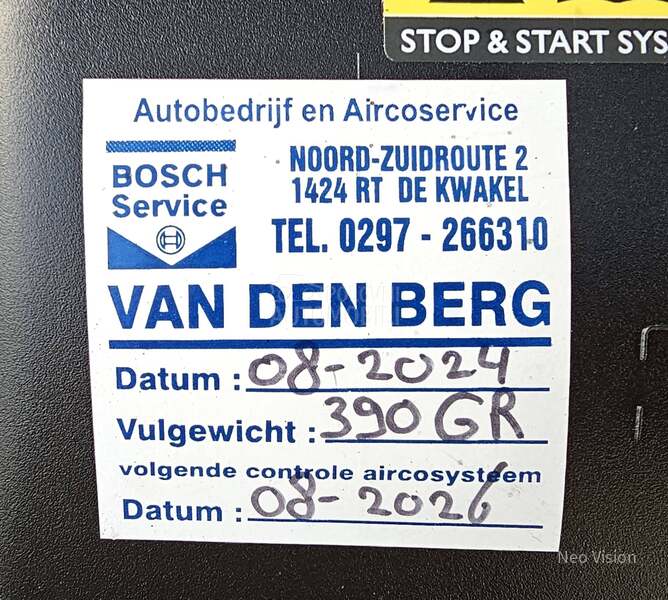 STOP & START SYS
Autobedrijf en Aircoservice
BOSCH
Service
NOORD-ZUIDROUTE 2
1424 RT DE KWAKEL
TEL. 0297 - 266310
VAN DEN BERG
Datum : 08-2024
Vulgewicht : 390 GR
volgende controle aircosysteem
Datum : 08-2026
Neo Vision